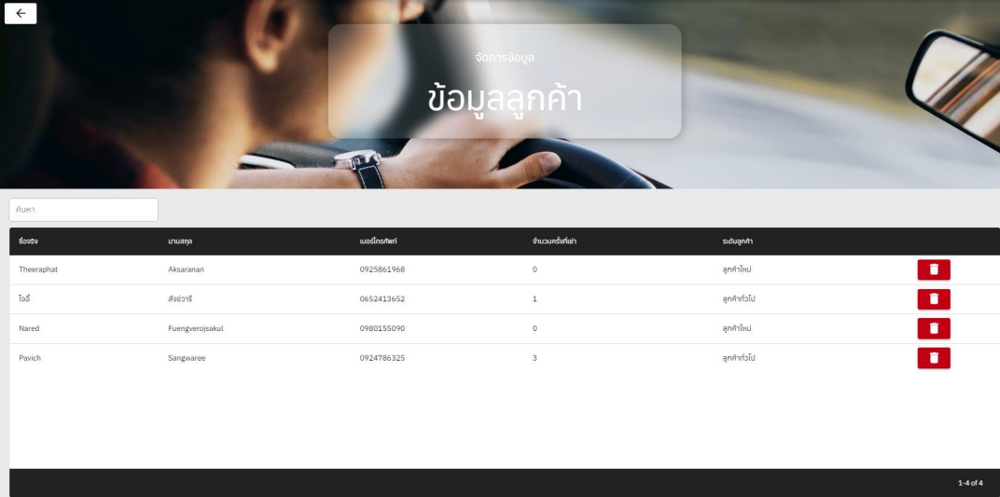 จัดการข้อมูล
ข้อมูลลูกค้า
ค้นหา
ชื่อจริง นามสกุล เบอร์โทรศัพท์ จำนวนครั้งที่เช่า ระดับลูกค้า
Theeraphat Aksaranan 0925861968 0 ลูกค้าใหม่
โจอี้ สังข์วารี 0652413652 1 ลูกค้าทั่วไป
Nared Fuengverojsakul 0980155090 0 ลูกค้าใหม่
Pavich Sangwaree 0924786325 3 ลูกค้าทั่วไป
1-4 of 4